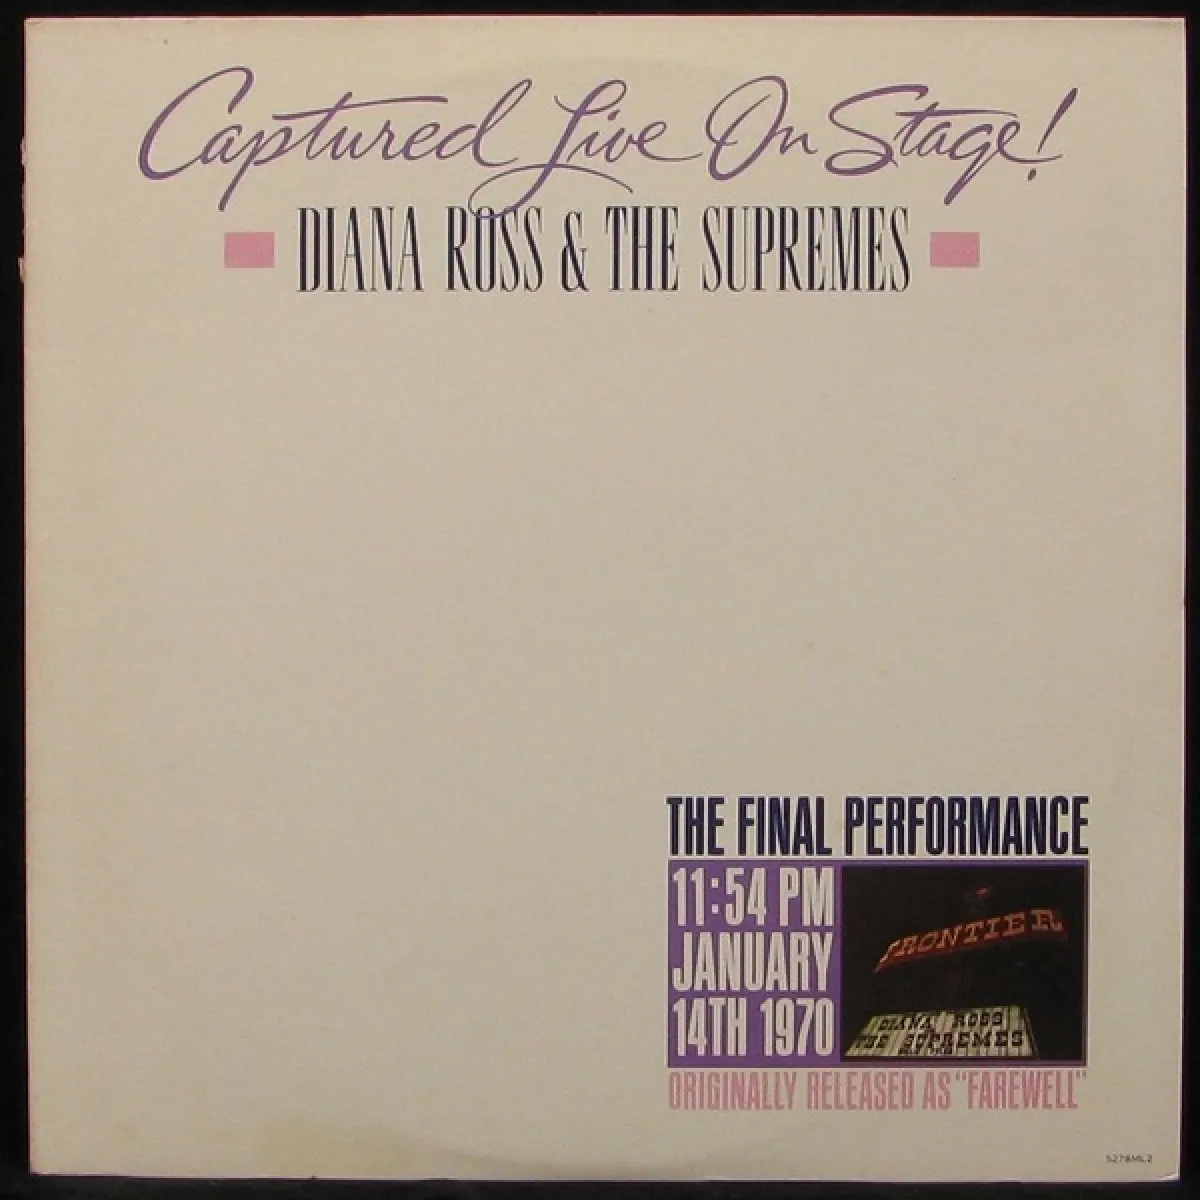 Captured Live On Stage!
DIANA ROSS & THE SUPREMES
THE FINAL PERFORMANCE
11:54 PM
JANUARY
14TH 1970
FRONTIER
DIANA ROSS
THE SUPREMES
ORIGINALLY RELEASED AS "FAREWELL"
5278ML2